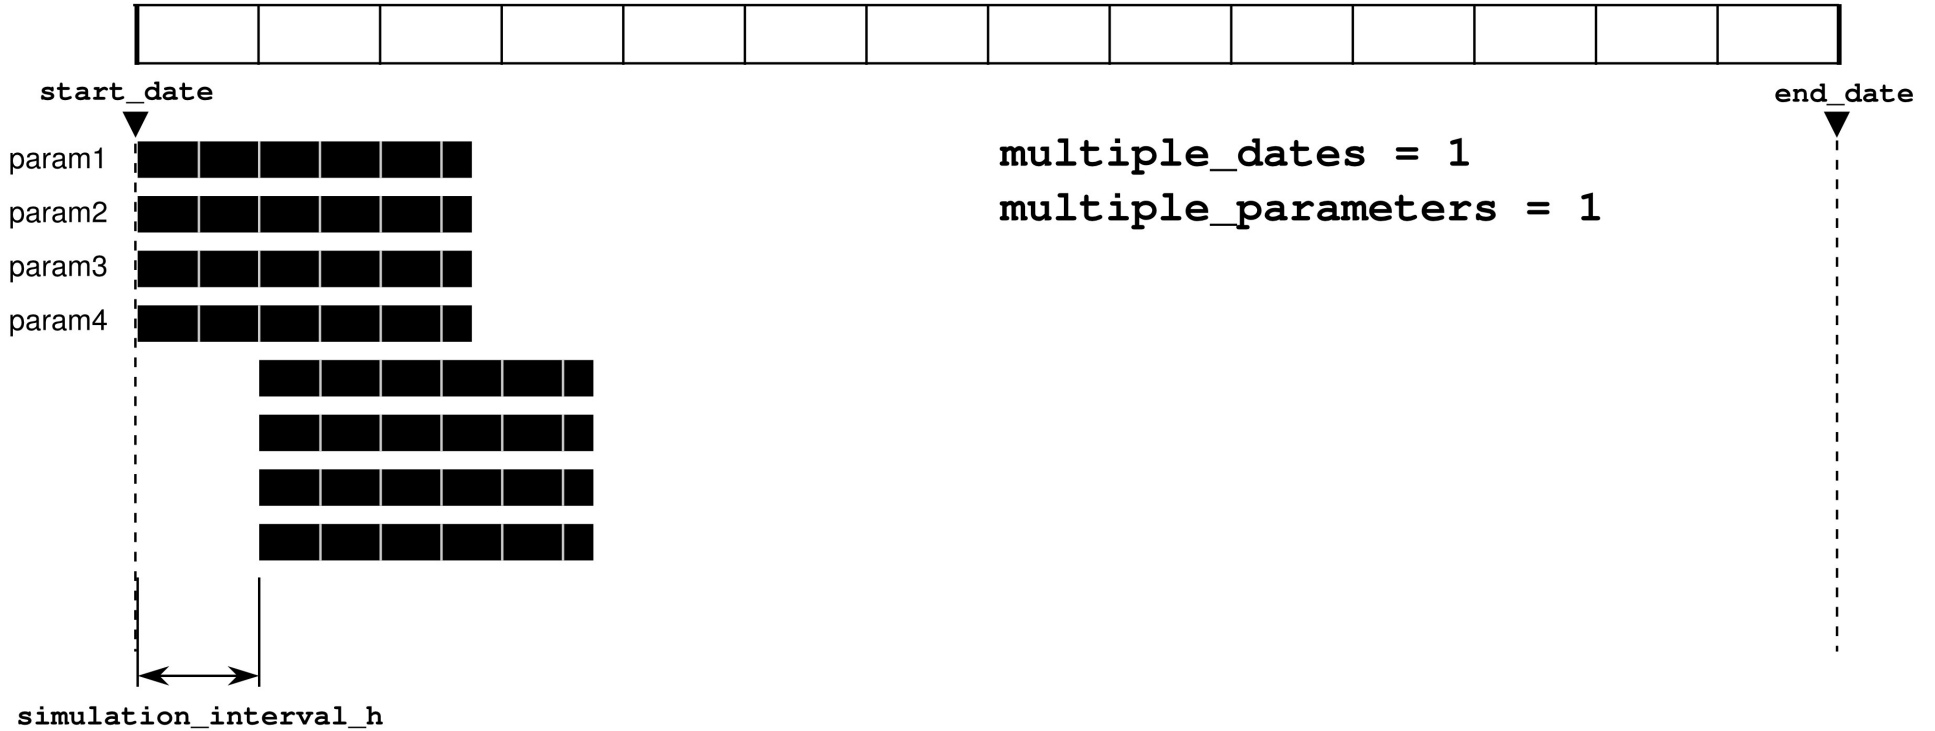 start_date
end_date
param1
multiple_dates = 1
param2
multiple_parameters = 1
param3
param4
simulation_interval_h